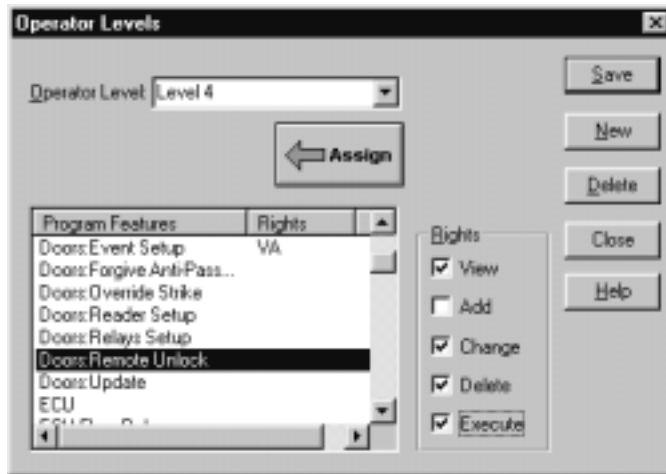 Operator Levels
Operator Level: Level 4
Assign
Program Features Rights
Doors:Event Setup VA
Doors:Forgive Anti-Pass...
Doors:Override Strike
Doors:Reader Setup
Doors:Relays Setup
Doors:Remote Unlock
Doors:Update
ECU
Rights
View
Add
Change
Delete
Execute
Save
New
Delete
Close
Help